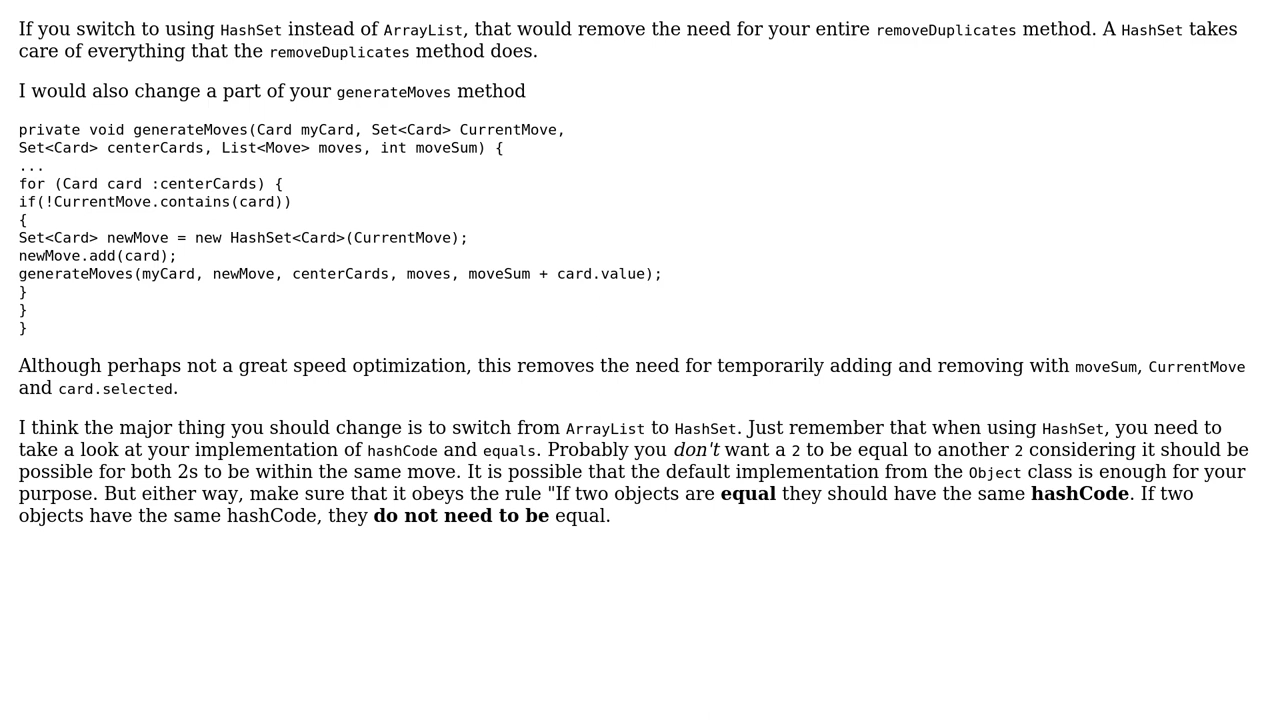 If you switch to using HashSet instead of ArrayList, that would remove the need for your entire removeDuplicates method. A HashSet takes
care of everything that the removeDuplicates method does.
I would also change a part of your generateMoves method
private void generateMoves(Card myCard, Set<Card> CurrentMove,
Set<Card> centerCards, List<Move> moves, int moveSum) {
...
for (Card card :centerCards) {
if(!CurrentMove.contains(card))
{
Set<Card> newMove = new HashSet<Card>(CurrentMove);
newMove.add(card);
generateMoves(myCard, newMove, centerCards, moves, moveSum + card.value);
}
}
}
Although perhaps not a great speed optimization, this removes the need for temporarily adding and removing with moveSum, CurrentMove
and card.selected.
I think the major thing you should change is to switch from ArrayList to HashSet. Just remember that when using HashSet, you need to
take a look at your implementation of hashCode and equals. Probably you don't want a 2 to be equal to another 2 considering it should be
possible for both 2s to be within the same move. It is possible that the default implementation from the Object class is enough for your
purpose. But either way, make sure that it obeys the rule "If two objects are equal they should have the same hashCode. If two
objects have the same hashCode, they do not need to be equal.